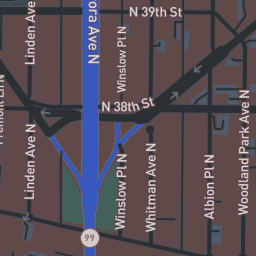 N 39th St
Linden Ave N
ora Ave N
Winslow Pl N
N 38th St
Linden Ave N
Winslow Pl N
Whitman Ave N
Albion Pl N
Woodland Park Ave N
99